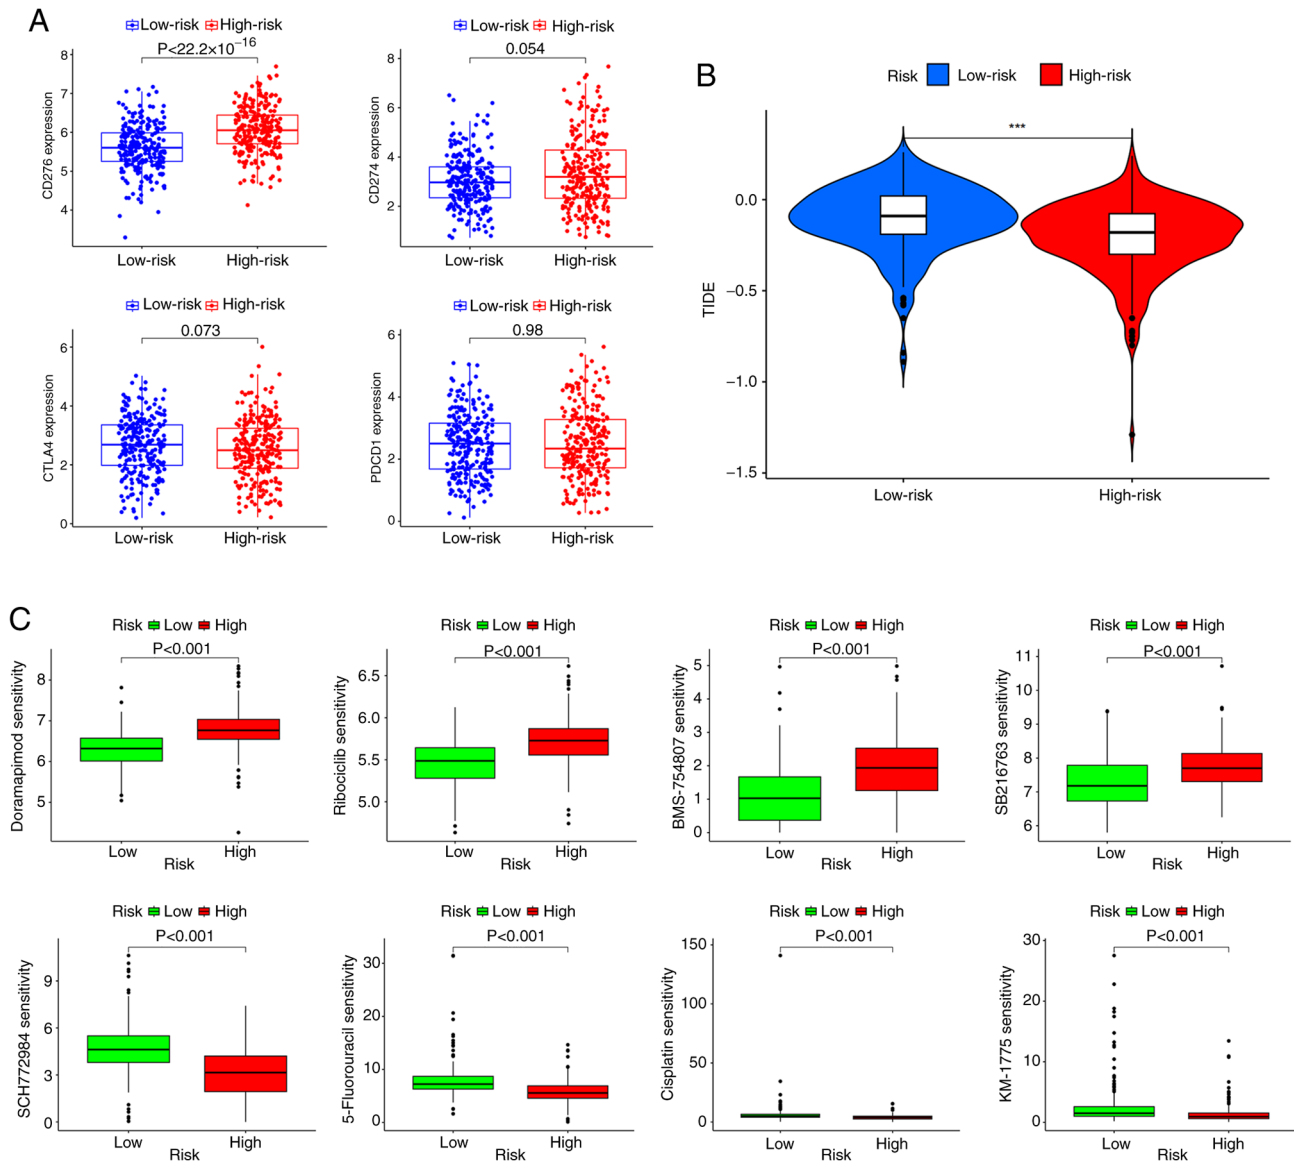 A
Low-risk High-risk
P<22.2×10⁻¹⁶
CD276 expression
8
7
6
5
4
Low-risk High-risk
Low-risk High-risk
0.054
CD274 expression
8
6
4
2
Low-risk High-risk
Low-risk High-risk
0.073
CTLA4 expression
6
4
2
0
Low-risk High-risk
Low-risk High-risk
0.98
PDCD1 expression
6
4
2
0
Low-risk High-risk
B
Risk Low-risk High-risk
***
TIDE
0.0
−0.5
−1.0
−1.5
Low-risk High-risk
C
Risk Low High
P<0.001
Doramapimod sensitivity
8
7
6
5
Low High
Risk
Risk Low High
P<0.001
Ribociclib sensitivity
6.5
6.0
5.5
5.0
Low High
Risk
Risk Low High
P<0.001
BMS-754807 sensitivity
5
4
3
2
1
0
Low High
Risk
Risk Low High
P<0.001
SB216763 sensitivity
11
10
9
8
7
6
Low High
Risk
Risk Low High
P<0.001
SCH772984 sensitivity
9
6
3
0
Low High
Risk
Risk Low High
P<0.001
5-Fluorouracil sensitivity
30
20
10
0
Low High
Risk
Risk Low High
P<0.001
Cisplatin sensitivity
150
100
50
0
Low High
Risk
Risk Low High
P<0.001
KM-1775 sensitivity
30
20
10
0
Low High
Risk